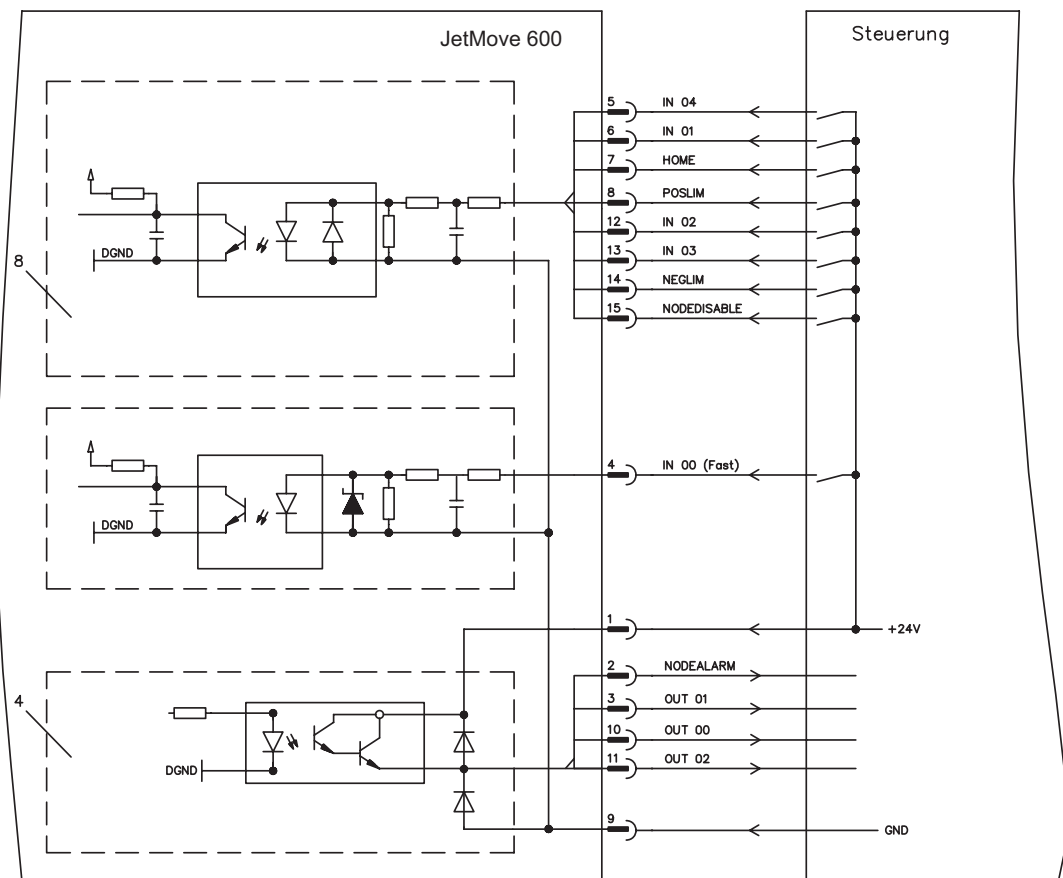 JetMove 600
Steuerung
5 IN 04
6 IN 01
7 HOME
8 POSLIM
12 IN 02
13 IN 03
14 NEGLIM
15 NODEDISABLE
DGND
8
4 IN 00 (Fast)
DGND
1 +24V
2 NODEALARM
3 OUT 01
10 OUT 00
11 OUT 02
4
DGND
9 GND